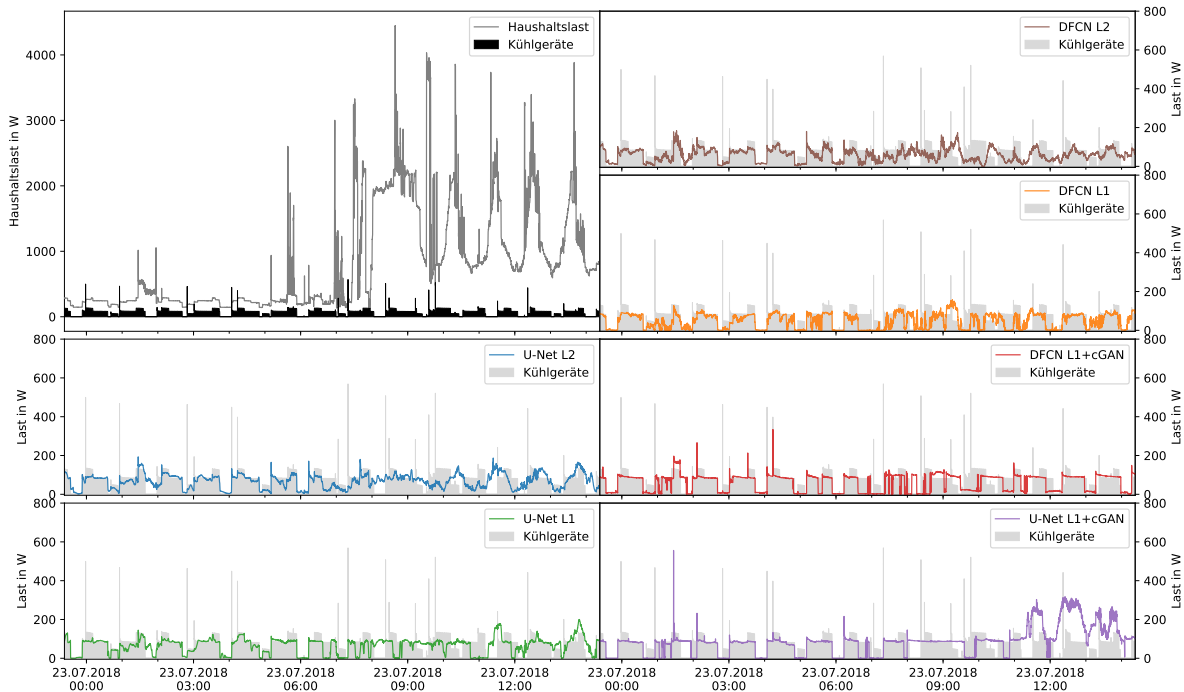 Haushaltslast in W
4000
3000
2000
1000
0
Haushaltslast
Kühlgeräte
DFCN L2
Kühlgeräte
800
600
400
200
0
Last in W
DFCN L1
Kühlgeräte
800
600
400
200
0
Last in W
Last in W
800
600
400
200
0
U-Net L2
Kühlgeräte
DFCN L1+cGAN
Kühlgeräte
800
600
400
200
0
Last in W
Last in W
800
600
400
200
0
U-Net L1
Kühlgeräte
U-Net L1+cGAN
Kühlgeräte
800
600
400
200
0
Last in W
23.07.2018 23.07.2018 23.07.2018 23.07.2018 23.07.2018
00:00 03:00 06:00 09:00 12:00
23.07.2018 23.07.2018 23.07.2018 23.07.2018 23.07.2018
00:00 03:00 06:00 09:00 12:00